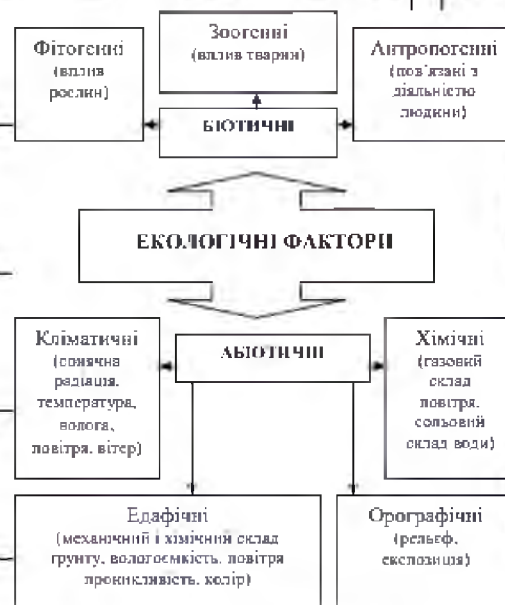 Фітогенні
(вплив
рослин)
Зоогенні
(вплив тварин)
Антропогенні
(пов'язані з
діяльністю
людини)
БІОТИЧНІ
ЕКОЛОГІЧНІ ФАКТОРИ
Кліматичні
(сонячна
радіація,
температура,
волога,
повітря, вітер)
АБІОТИЧНІ
Хімічні
(газовий
склад
повітря,
сольовий
склад води)
Едафічні
(механічний і хімічний склад
ґрунту, вологоємкість, повітря
проникливість, колір)
Орографічні
(рельєф,
експозиція)